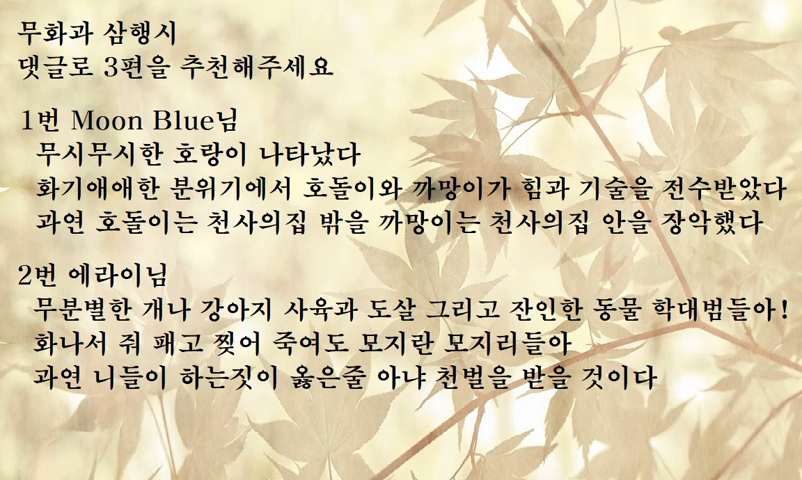 무화과 삼행시
댓글로 3편을 추천해주세요
1번 Moon Blue님
무시무시한 호랑이 나타났다
화기애애한 분위기에서 호돌이와 까망이가 힘과 기술을 전수받았다
과연 호돌이는 천사의집 밖을 까망이는 천사의집 안을 장악했다
2번 에라이님
무분별한 개나 강아지 사육과 도살 그리고 잔인한 동물 학대범들아!
화나서 줘 패고 찢어 죽여도 모지란 모지리들아
과연 니들이 하는짓이 옳은줄 아냐 천벌을 받을 것이다